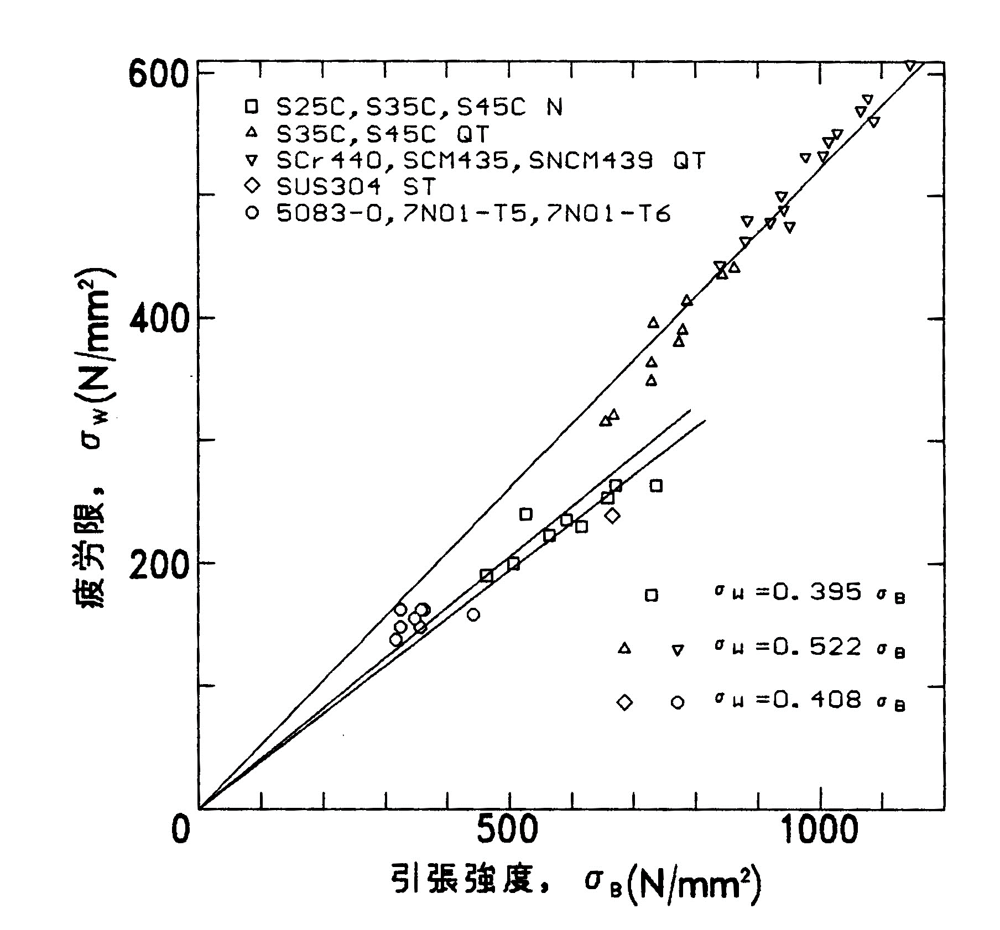 600
□ S25C,S35C,S45C N
△ S35C,S45C QT
▽ SCr440,SCM435,SNCM439 QT
◇ SUS304 ST
○ 5083-0,7N01-T5,7N01-T6
400
疲労限, σw(N/mm²)
200
□ σw=0.395 σB
△ ▽ σw=0.522 σB
◇ ○ σw=0.408 σB
0 500 1000
引張強度, σB(N/mm²)